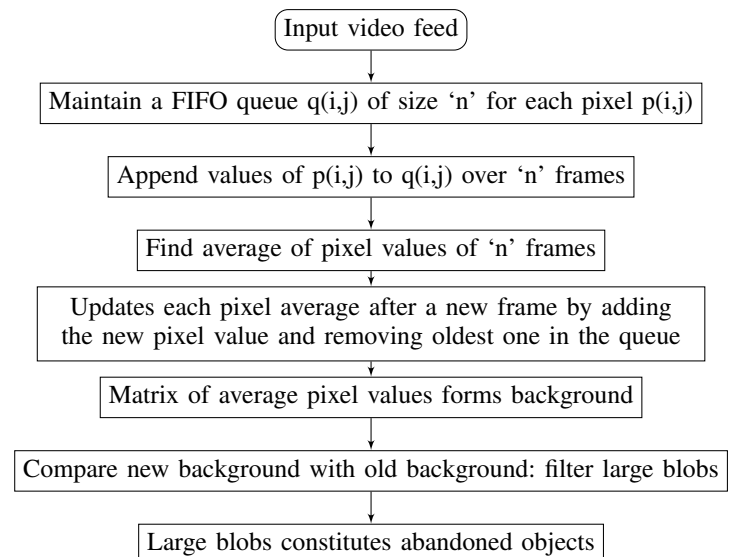 Input video feed
Maintain a FIFO queue q(i,j) of size ‘n’ for each pixel p(i,j)
Append values of p(i,j) to q(i,j) over ‘n’ frames
Find average of pixel values of ‘n’ frames
Updates each pixel average after a new frame by adding
the new pixel value and removing oldest one in the queue
Matrix of average pixel values forms background
Compare new background with old background: filter large blobs
Large blobs constitutes abandoned objects